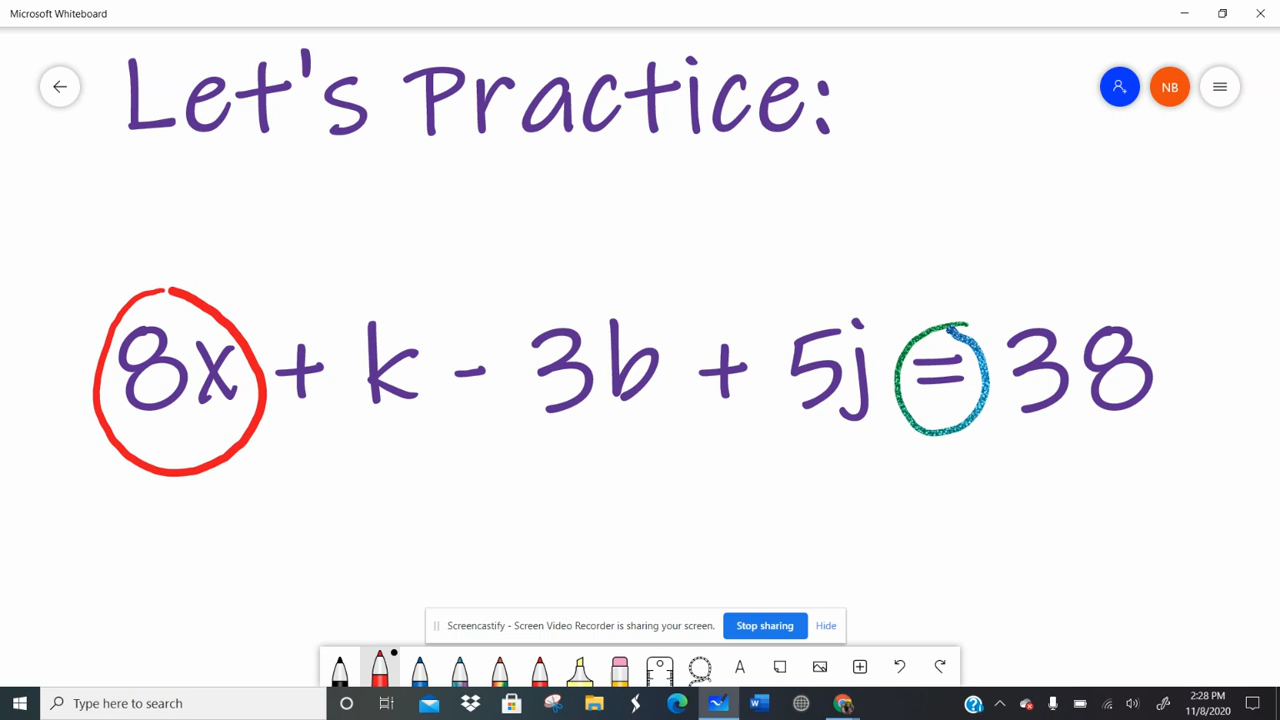 Microsoft Whiteboard
Let's Practice:
NB
8x + k - 3b + 5j = 38
Screencastify - Screen Video Recorder is sharing your screen.
Stop sharing
Hide
A
Type here to search
2:28 PM
11/8/2020